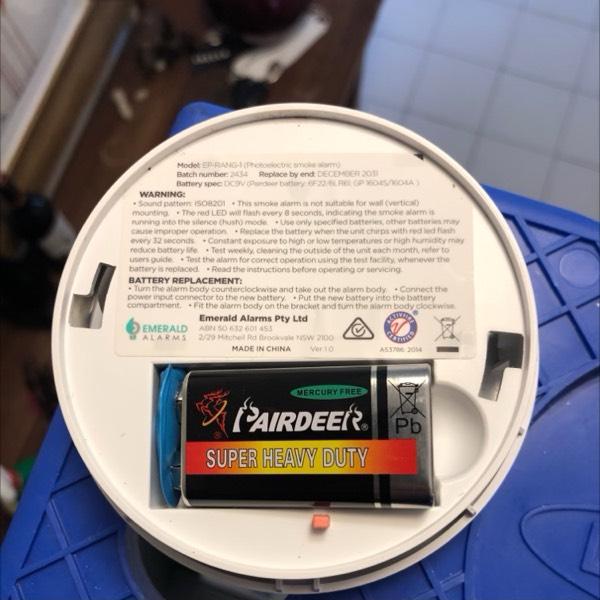 Model: EP-RANG-1 (Photoelectric smoke alarm)
Batch number: 2434 Replace by end: DECEMBER 2031
Battery spec: DC9V (Pairdeer battery: 6F22/6LR61, GP 1604S/1604A )
WARNING:
• Sound pattern: ISO8201 • This smoke alarm is not suitable for wall (vertical)
mounting. • The red LED will flash every 8 seconds, indicating the smoke alarm is
running into the silence (hush) mode. • Use only specified batteries, other batteries may
cause improper operation. • Replace the battery when the unit chirps with red led flash
every 32 seconds. • Constant exposure to high or low temperatures or high humidity may
reduce battery life. • Test weekly, cleaning the outside of the unit each month, refer to
users guide. • Test the alarm for correct operation using the test facility, whenever the
battery is replaced. • Read the instructions before operating or servicing.
BATTERY REPLACEMENT:
• Turn the alarm body counterclockwise and take out the alarm body. • Connect the
power input connector to the new battery. • Put the new battery into the battery
compartment. • Fit the alarm body on the bracket and turn the alarm body clockwise.
EMERALD
ALARMS
Emerald Alarms Pty Ltd
ABN 50 632 601 453
2/29 Mitchell Rd Brookvale NSW 2100
MADE IN CHINA Ver:1.0
ACTIVFIRE
CERTIFIED
AS3786: 2014
MERCURY FREE
PAIRDEER®
SUPER HEAVY DUTY
Pb